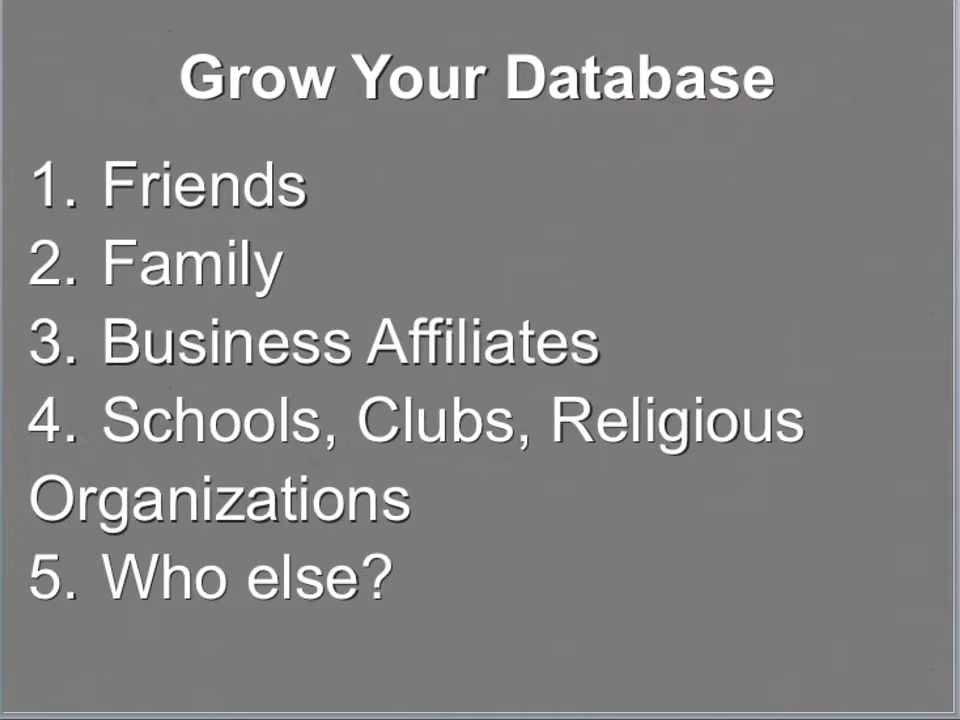 Grow Your Database
1. Friends
2. Family
3. Business Affiliates
4. Schools, Clubs, Religious
Organizations
5. Who else?